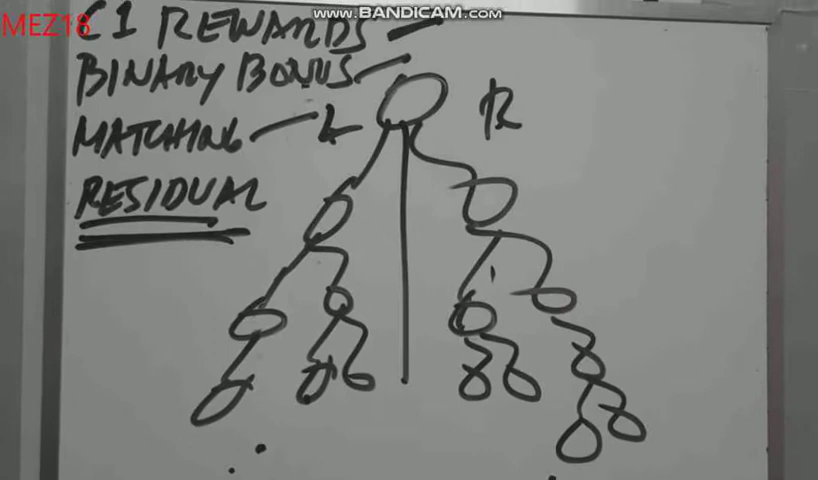 www.BANDICAM.com
MEZ18
C1 REWARDS
BINARY BONUS
MATCHING
L
R
RESIDUAL